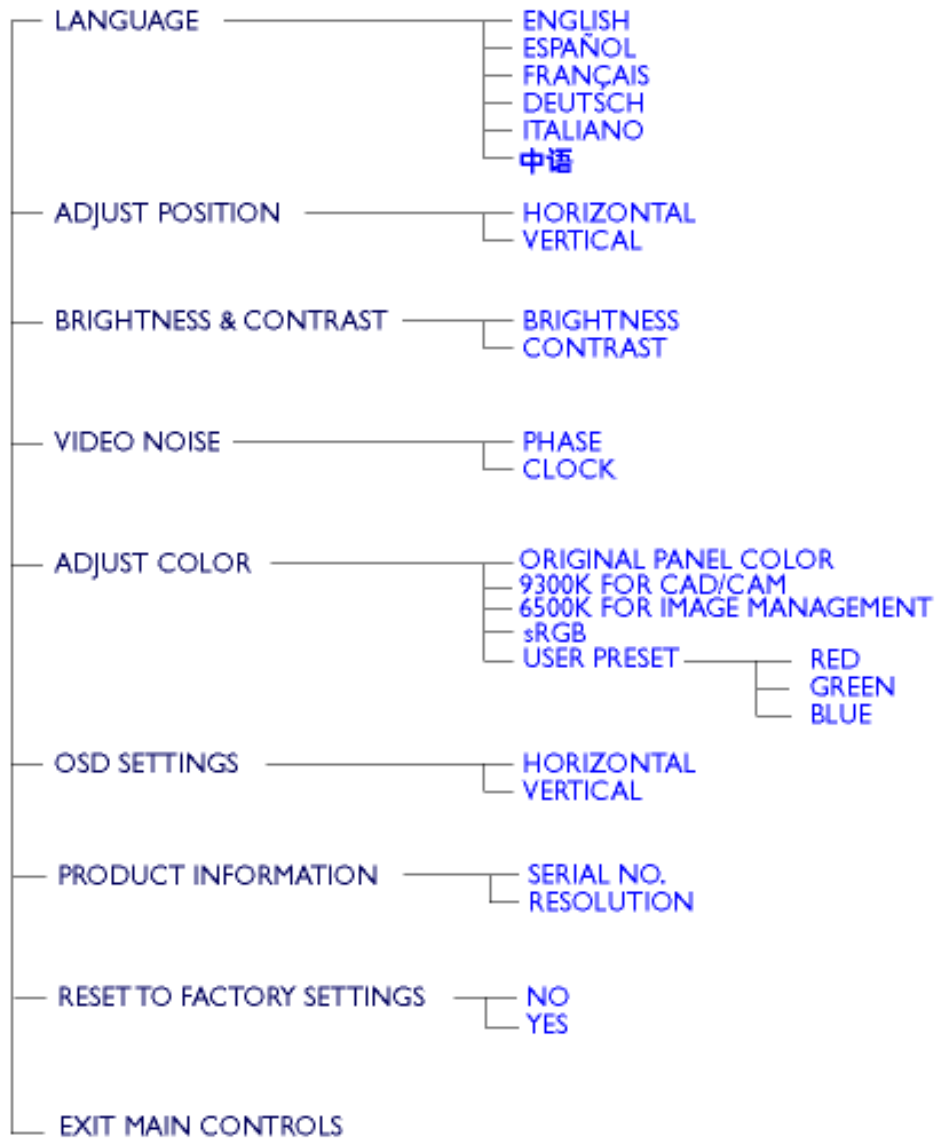 LANGUAGE ENGLISH
ESPAÑOL
FRANÇAIS
DEUTSCH
ITALIANO
中语
ADJUST POSITION HORIZONTAL
VERTICAL
BRIGHTNESS & CONTRAST BRIGHTNESS
CONTRAST
VIDEO NOISE PHASE
CLOCK
ADJUST COLOR ORIGINAL PANEL COLOR
9300K FOR CAD/CAM
6500K FOR IMAGE MANAGEMENT
sRGB
USER PRESET RED
GREEN
BLUE
OSD SETTINGS HORIZONTAL
VERTICAL
PRODUCT INFORMATION SERIAL NO.
RESOLUTION
RESET TO FACTORY SETTINGS NO
YES
EXIT MAIN CONTROLS